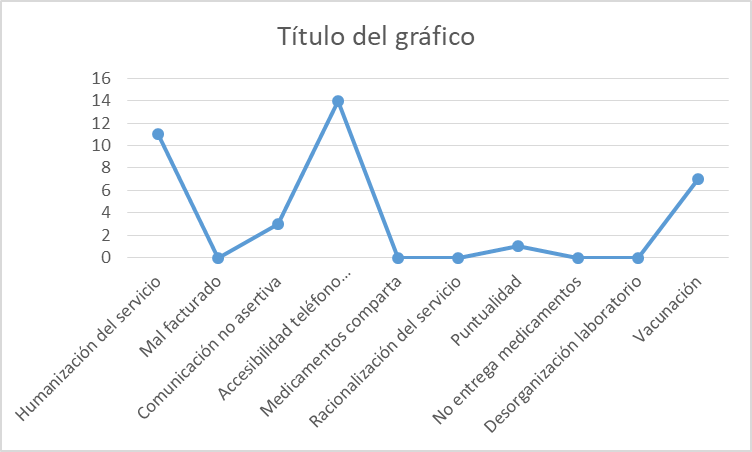 Título del gráfico
16
14
12
10
8
6
4
2
0
Humanización del servicio
Mal facturado
Comunicación no asertiva
Accesibilidad teléfono...
Medicamentos comparta
Racionalización del servicio
Puntualidad
No entrega medicamentos
Desorganización laboratorio
Vacunación